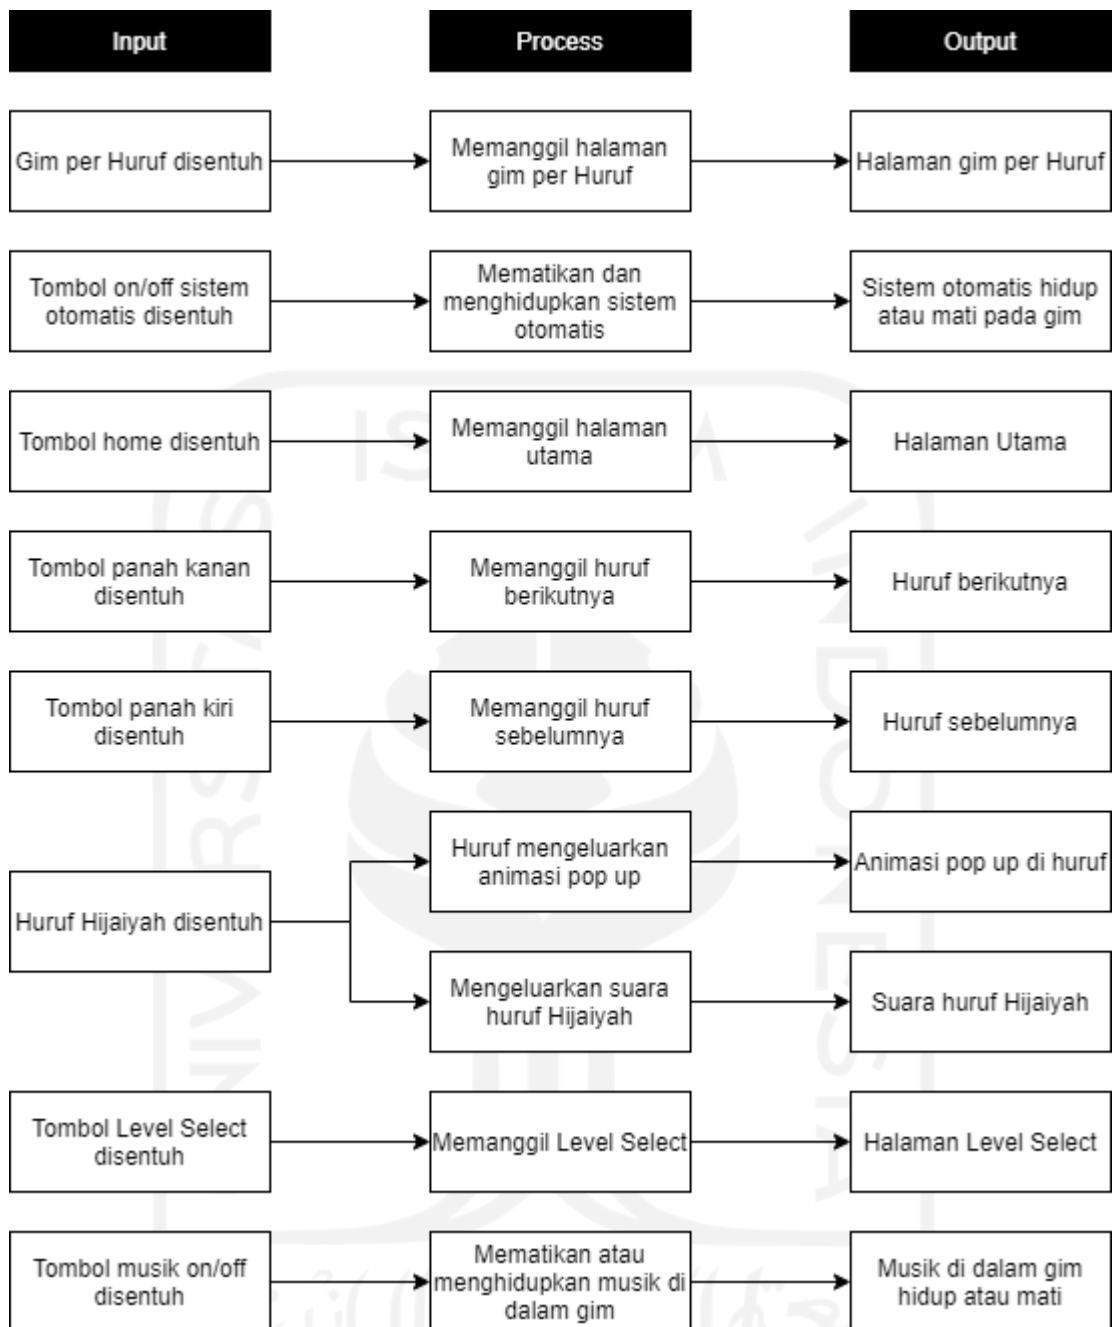 Input
Process
Output
Gim per Huruf disentuh
Memanggil halaman
gim per Huruf
Halaman gim per Huruf
Tombol on/off sistem
otomatis disentuh
Mematikan dan
menghidupkan sistem
otomatis
Sistem otomatis hidup
atau mati pada gim
Tombol home disentuh
Memanggil halaman
utama
Halaman Utama
Tombol panah kanan
disentuh
Memanggil huruf
berikutnya
Huruf berikutnya
Tombol panah kiri
disentuh
Memanggil huruf
sebelumnya
Huruf sebelumnya
Huruf Hijaiyah disentuh
Huruf mengeluarkan
animasi pop up
Animasi pop up di huruf
Mengeluarkan suara
huruf Hijaiyah
Suara huruf Hijaiyah
Tombol Level Select
disentuh
Memanggil Level Select
Halaman Level Select
Tombol musik on/off
disentuh
Mematikan atau
menghidupkan musik di
dalam gim
Musik di dalam gim
hidup atau mati
INDONESIA